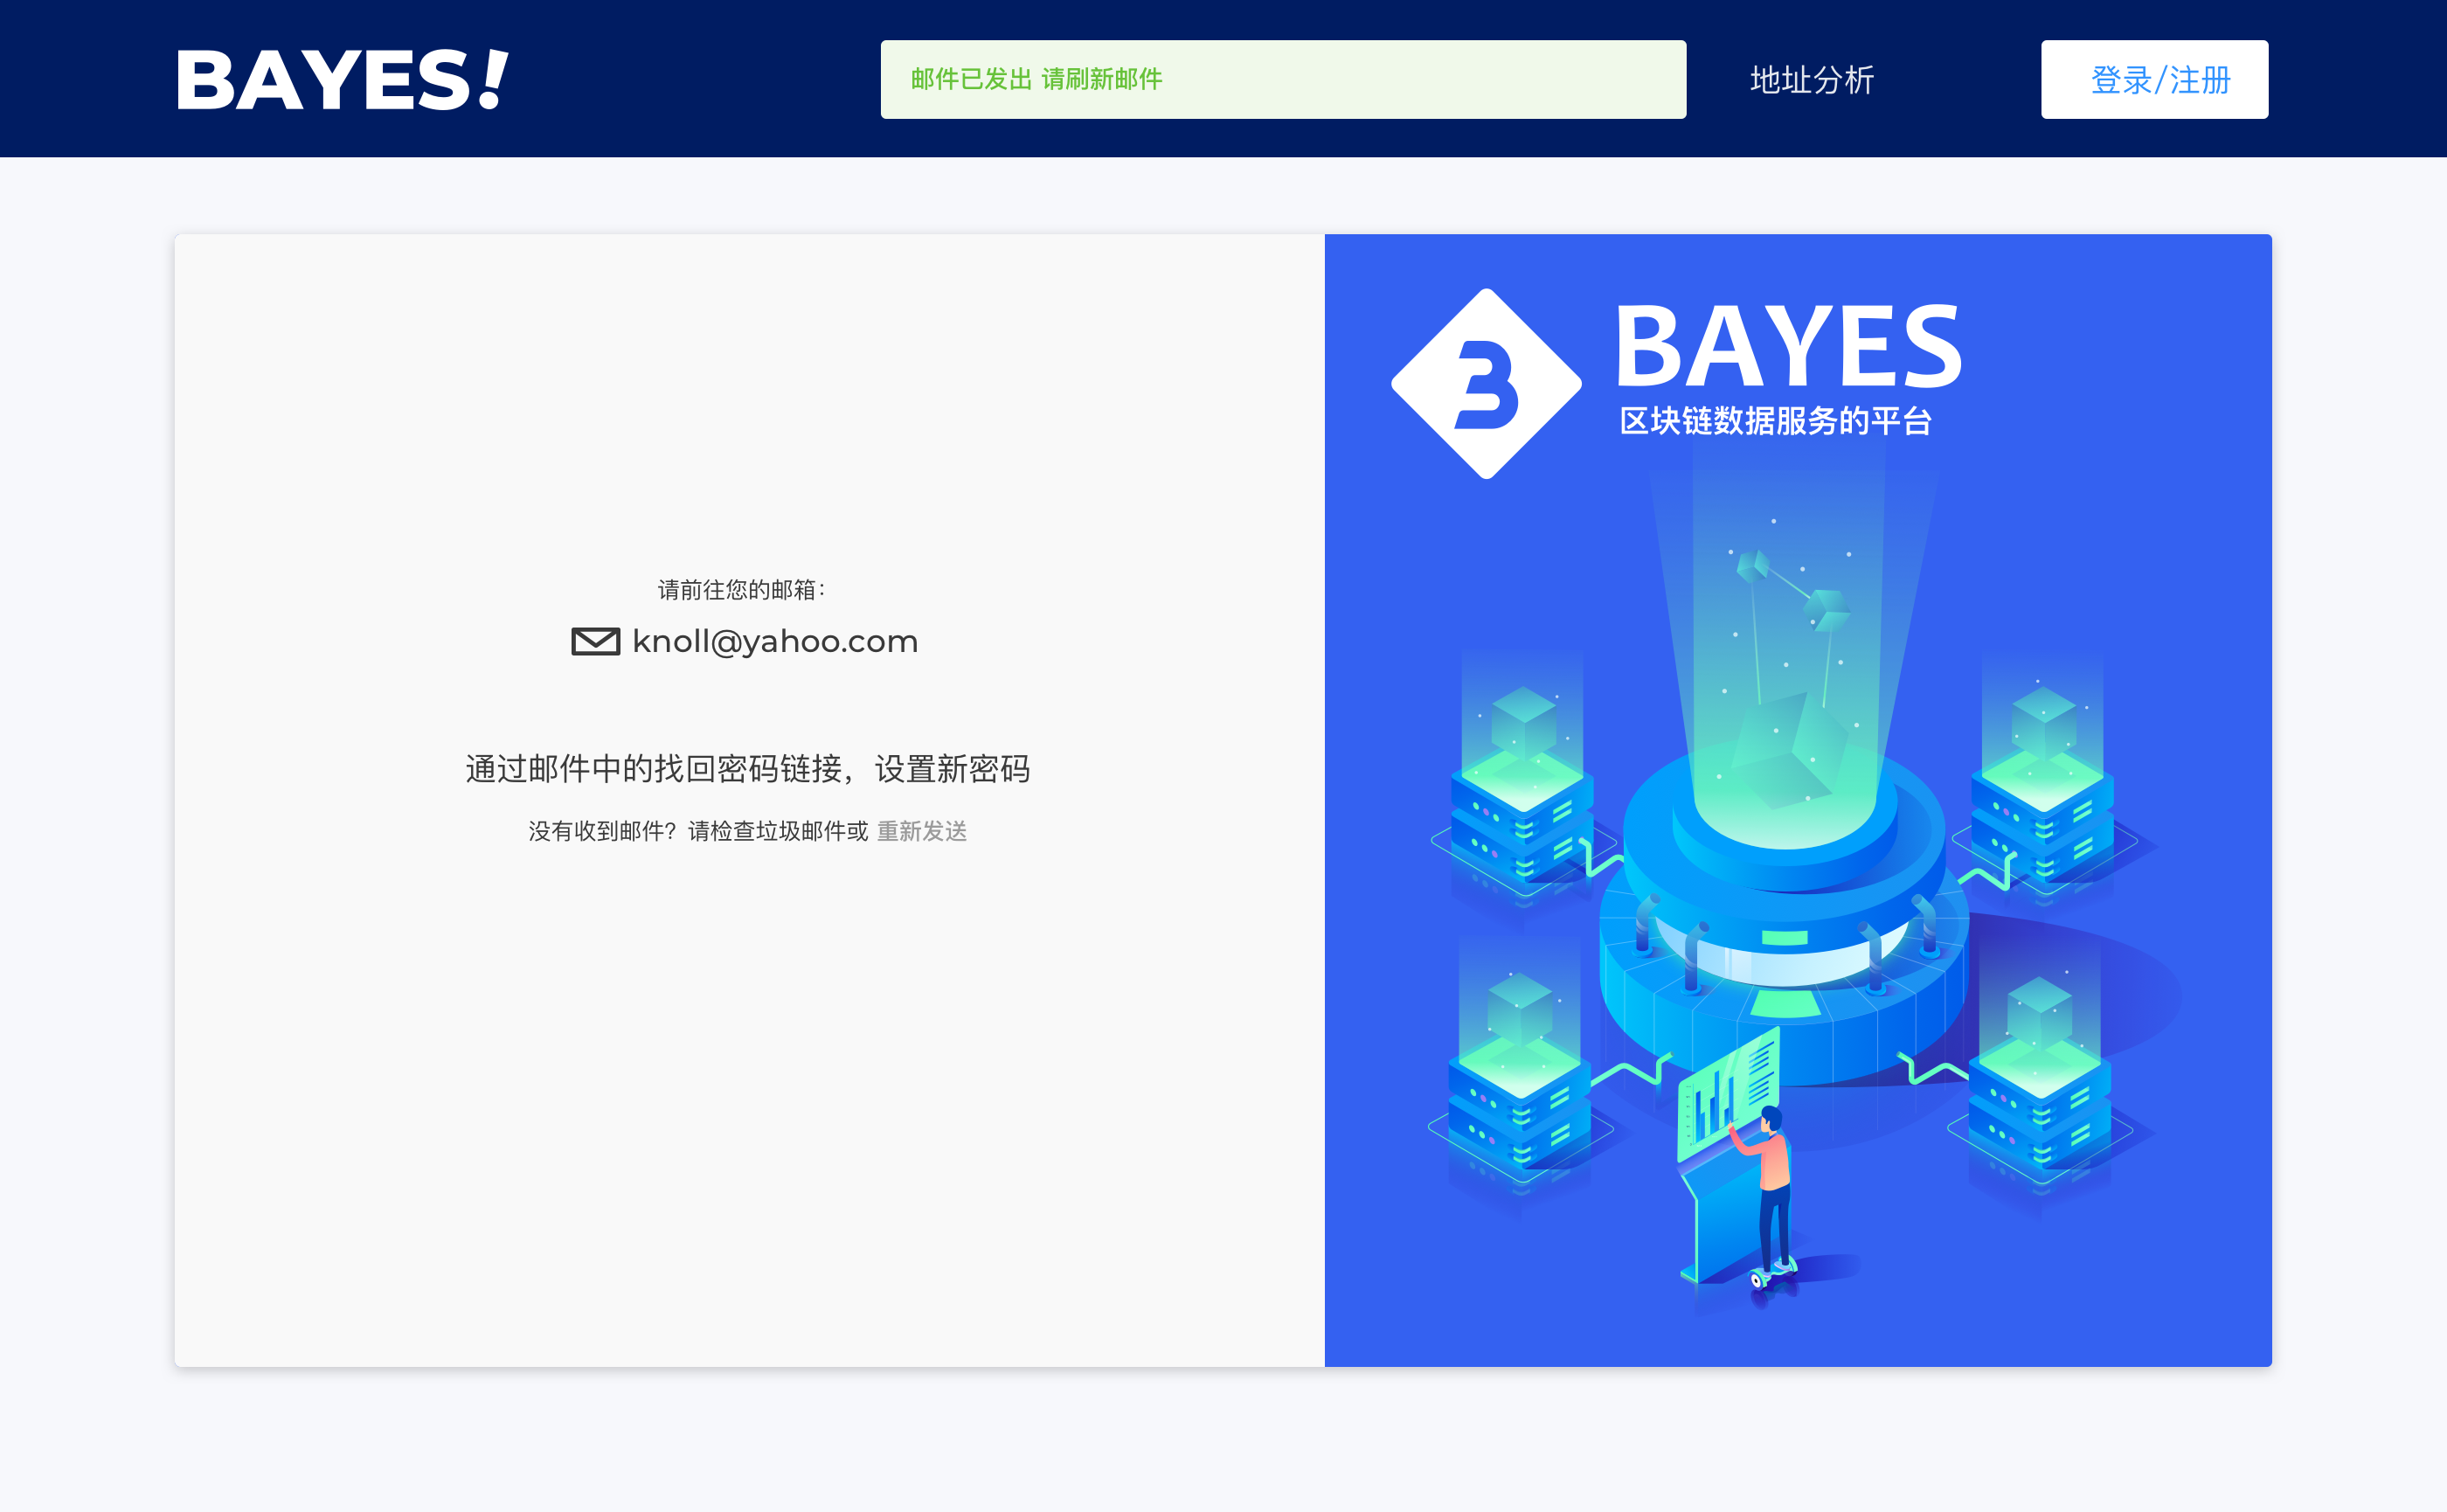 BAYES!
邮件已发出 请刷新邮件
地址分析
登录/注册
BAYES
区块链数据服务的平台
请前往您的邮箱：
knoll@yahoo.com
通过邮件中的找回密码链接，设置新密码
没有收到邮件？请检查垃圾邮件或 重新发送